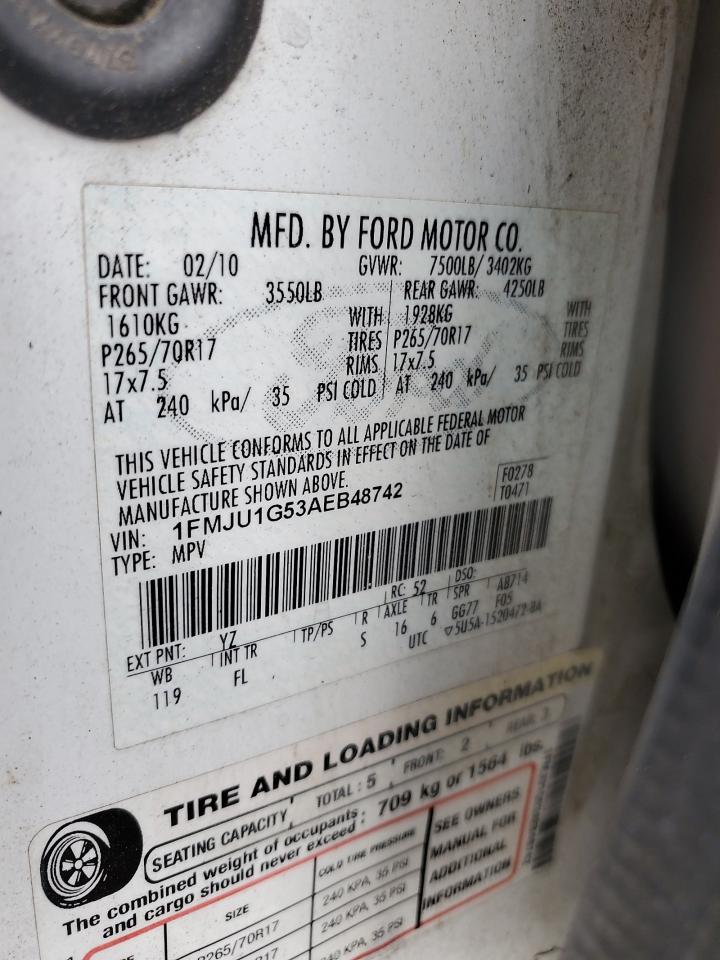 MFD. BY FORD MOTOR CO.
DATE: 02/10 GVWR: 7500LB/ 3402KG
FRONT GAWR: 3550LB REAR GAWR: 4250LB
1610KG WITH 1928KG WITH
P265/70R17 TIRES P265/70R17 TIRES
17x7.5 RIMS 17x7.5 RIMS
AT 240 kPa/ 35 PSI COLD AT 240 kPa/ 35 PSI COLD
THIS VEHICLE CONFORMS TO ALL APPLICABLE FEDERAL MOTOR
VEHICLE SAFETY STANDARDS IN EFFECT ON THE DATE OF
MANUFACTURE SHOWN ABOVE.
VIN: 1FMJU1G53AEB48742
TYPE: MPV
F0278
T0471
EXT PNT: YZ RC: 52 DSO:
WB INT TR TP/PS R AXLE TR SPR A8714
119 FL S 16 6 GG77 F05
UTC ▽5U5A-1520472-BA
TIRE AND LOADING INFORMATION
SEATING CAPACITY TOTAL: 5 FRONT: 2 REAR: 3
The combined weight of occupants
and cargo should never exceed: 709 kg or 1564 lbs.
SIZE COLD TIRE PRESSURE SEE OWNERS
MANUAL FOR
ADDITIONAL
INFORMATION
P265/70R17 240 KPA, 35 PSI
240 KPA, 35 PSI
240 KPA, 35 PSI